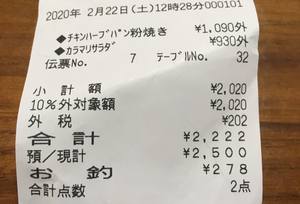 2020年 2月22日(土)12時28分000101
◆チキンハーブパン粉焼き ¥1,090外
◆カラマリサラダ ¥930外
伝票No. 7 テーブルNo. 32
小計額 ¥2,020
10%外対象額 ¥2,020
外税 ¥202
合計 ¥2,222
預/現計 ¥2,500
お釣 ¥278
合計点数 2点